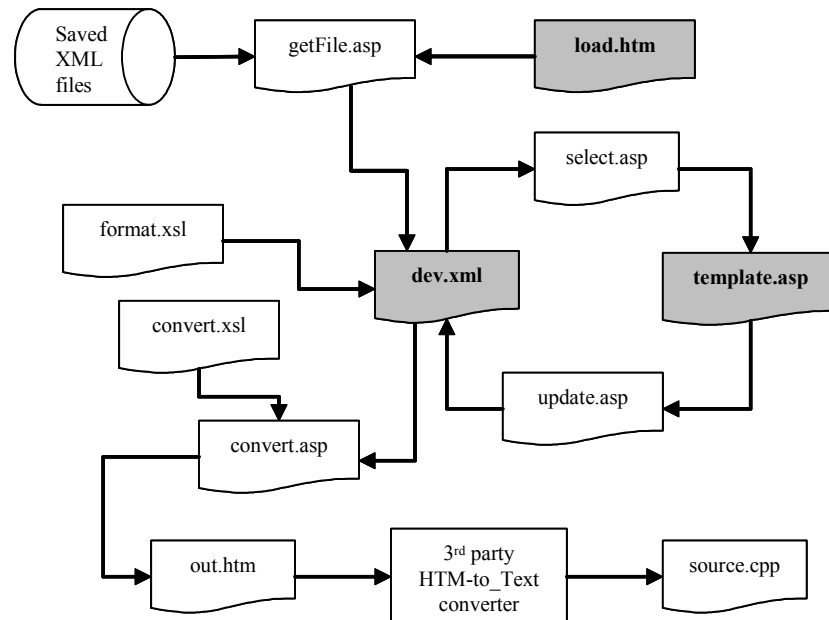 Saved
XML
files
getFile.asp
load.htm
select.asp
format.xsl
dev.xml
template.asp
convert.xsl
update.asp
convert.asp
out.htm
3rd party
HTM-to_Text
converter
source.cpp